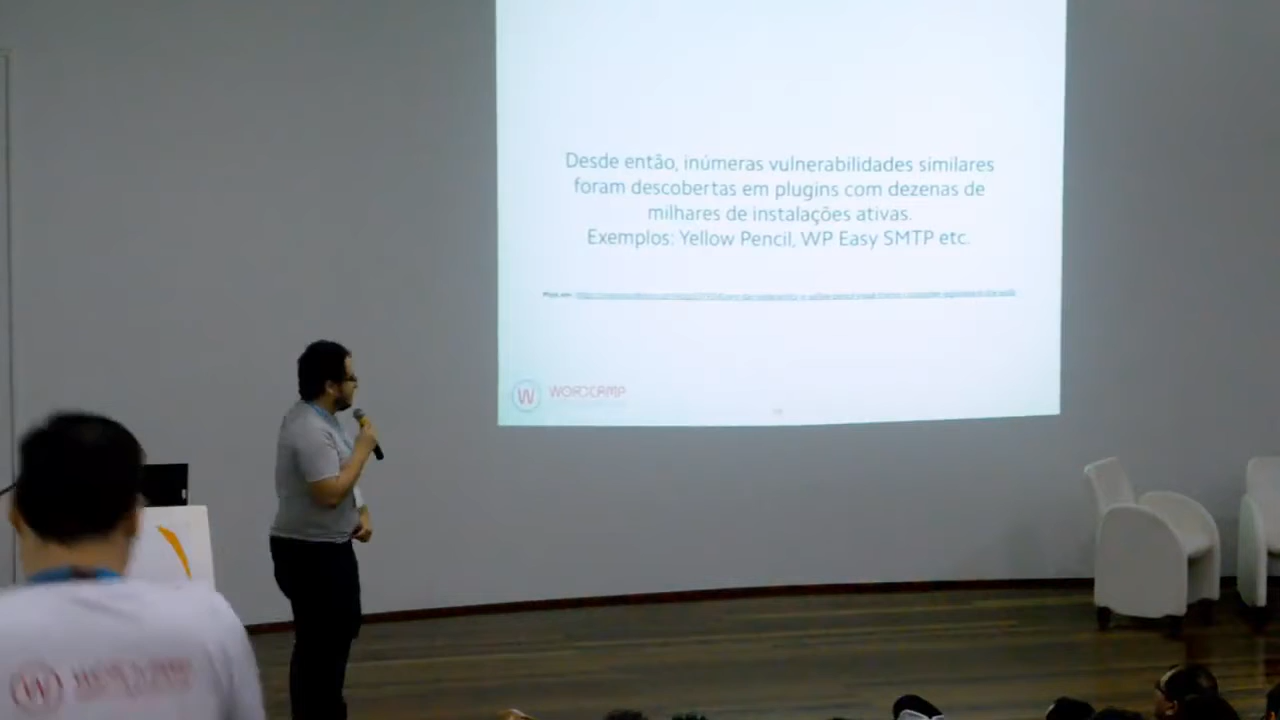 Desde então, inúmeras vulnerabilidades similares
foram descobertas em plugins com dezenas de
milhares de instalações ativas.
Exemplos: Yellow Pencil, WP Easy SMTP etc.
W WORDCAMP
W